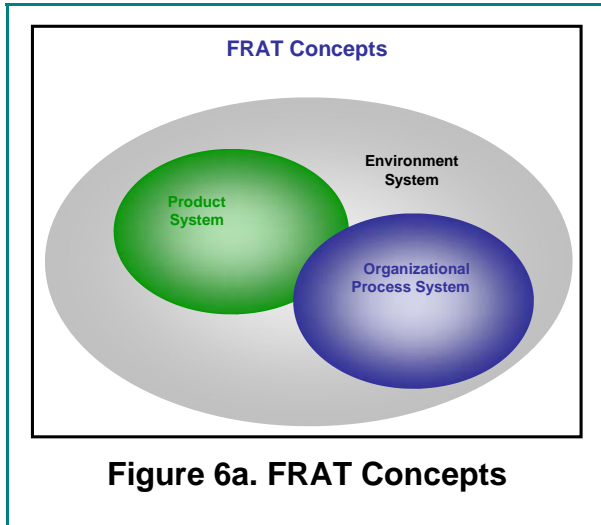 FRAT Concepts
Environment
System
Product
System
Organizational
Process System
Figure 6a. FRAT Concepts